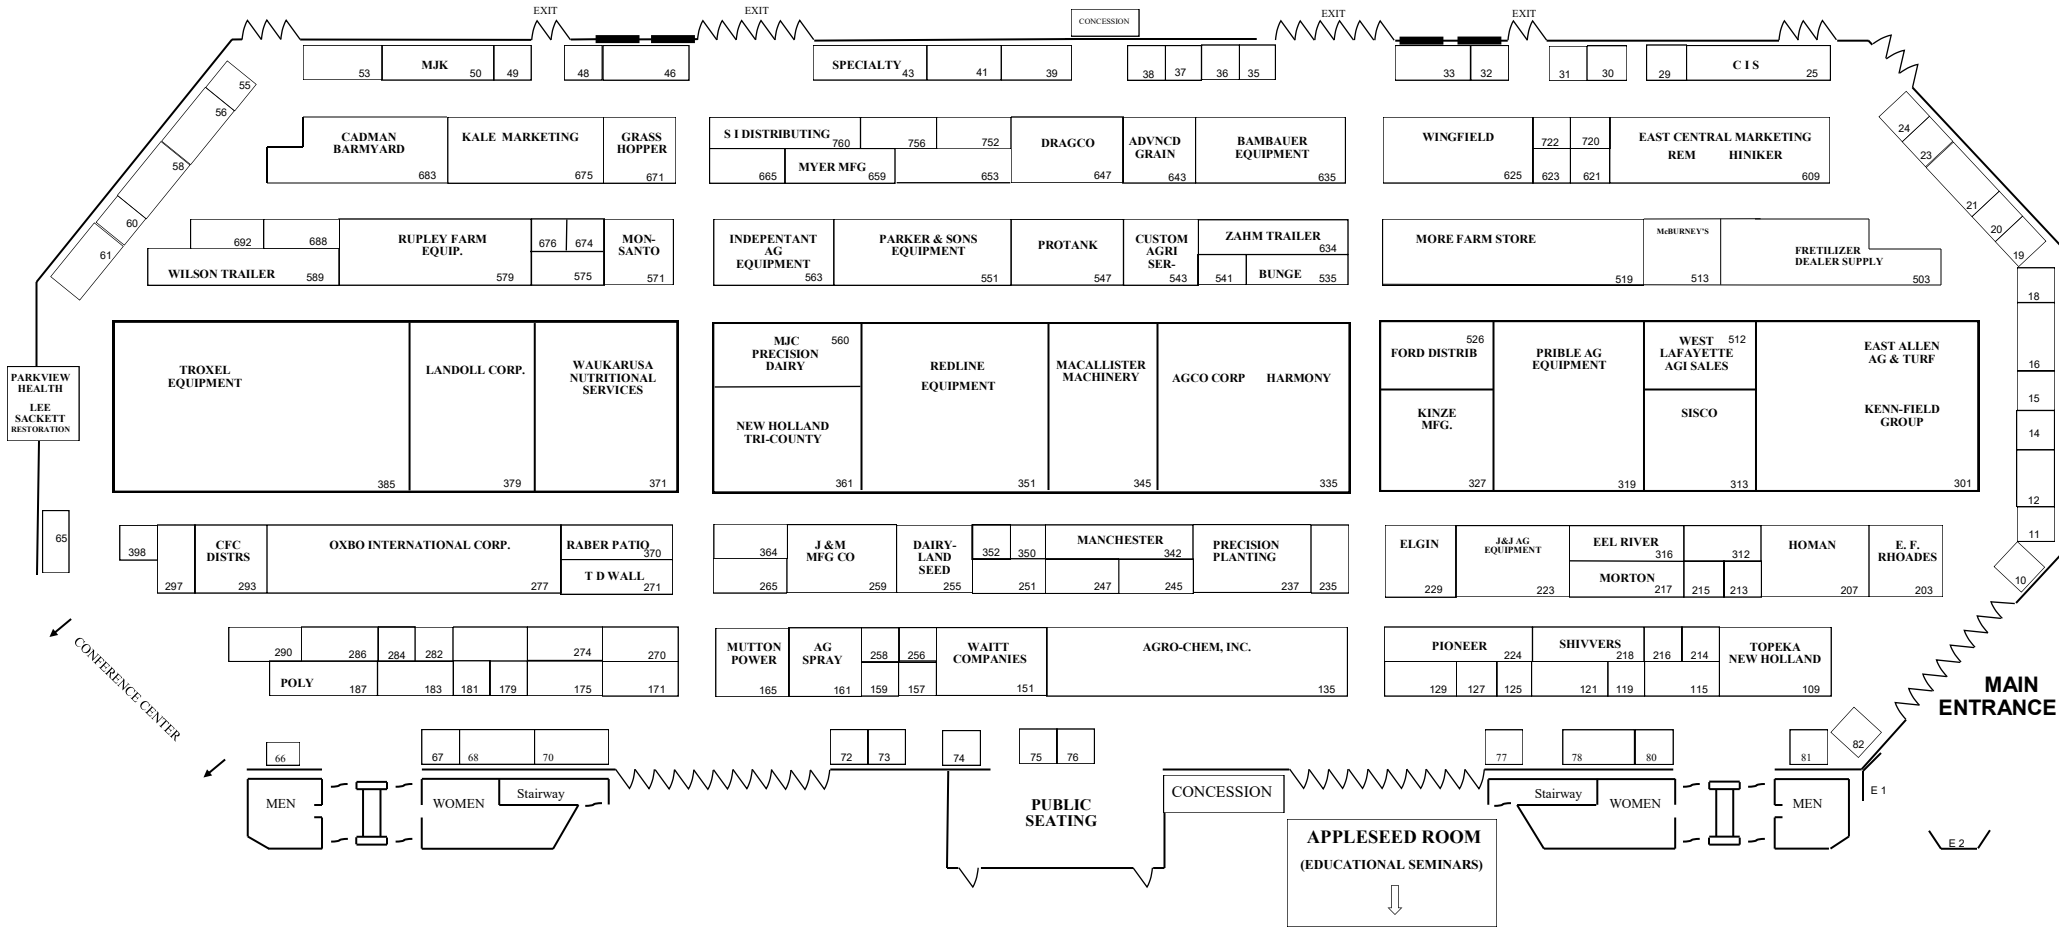 EXIT
EXIT
CONCESSION
EXIT
EXIT
53
MJK
50
49
48
46
SPECIALTY
43
41
39
38
37
36
35
33
32
31
30
29
C I S
25
55
56
58
60
61
24
23
21
20
19
CADMAN
BARMYARD
683
KALE MARKETING
675
GRASS
HOPPER
671
S I DISTRIBUTING
760
756
752
665
MYER MFG
659
653
DRAGCO
647
ADVNCD
GRAIN
643
BAMBAUER
EQUIPMENT
635
WINGFIELD
625
722
720
623
621
EAST CENTRAL MARKETING
REM HINIKER
609
692
688
WILSON TRAILER
589
RUPLEY FARM
EQUIP.
579
676
674
575
MON-
SANTO
571
INDEPENTANT
AG
EQUIPMENT
563
PARKER & SONS
EQUIPMENT
551
PROTANK
547
CUSTOM
AGRI
SER-
543
ZAHM TRAILER
634
541
BUNGE
535
MORE FARM STORE
519
McBURNEY'S
513
FRETILIZER
DEALER SUPPLY
503
18
16
15
14
12
11
10
PARKVIEW
HEALTH
LEE
SACKETT
RESTORATION
65
TROXEL
EQUIPMENT
385
LANDOLL CORP.
379
WAUKARUSA
NUTRITIONAL
SERVICES
371
MJC
PRECISION
DAIRY
560
NEW HOLLAND
TRI-COUNTY
361
REDLINE
EQUIPMENT
351
MACALLISTER
MACHINERY
345
AGCO CORP HARMONY
335
526
FORD DISTRIB
KINZE
MFG.
327
PRIBLE AG
EQUIPMENT
319
WEST
LAFAYETTE
AGI SALES
512
SISCO
313
EAST ALLEN
AG & TURF
KENN-FIELD
GROUP
301
398
297
CFC
DISTRS
293
OXBO INTERNATIONAL CORP.
277
RABER PATIO
370
T D WALL
271
364
265
J &M
MFG CO
259
DAIRY-
LAND
SEED
255
352
350
251
MANCHESTER
342
247
245
PRECISION
PLANTING
237
235
ELGIN
229
J&J AG
EQUIPMENT
223
EEL RIVER
316
MORTON
217
312
215
213
HOMAN
207
E. F.
RHOADES
203
290
286
284
282
274
270
POLY
187
183
181
179
175
171
MUTTON
POWER
165
AG
SPRAY
161
258
256
159
157
WAITT
COMPANIES
151
AGRO-CHEM, INC.
135
PIONEER
224
SHIVVERS
218
216
214
129
127
125
121
119
115
TOPEKA
NEW HOLLAND
109
MAIN
ENTRANCE
CONFERENCE CENTER
66
67
68
70
72
73
74
75
76
77
78
80
81
82
MEN
WOMEN
Stairway
PUBLIC
SEATING
CONCESSION
Stairway
WOMEN
MEN
E 1
E 2
APPLESEED ROOM
(EDUCATIONAL SEMINARS)